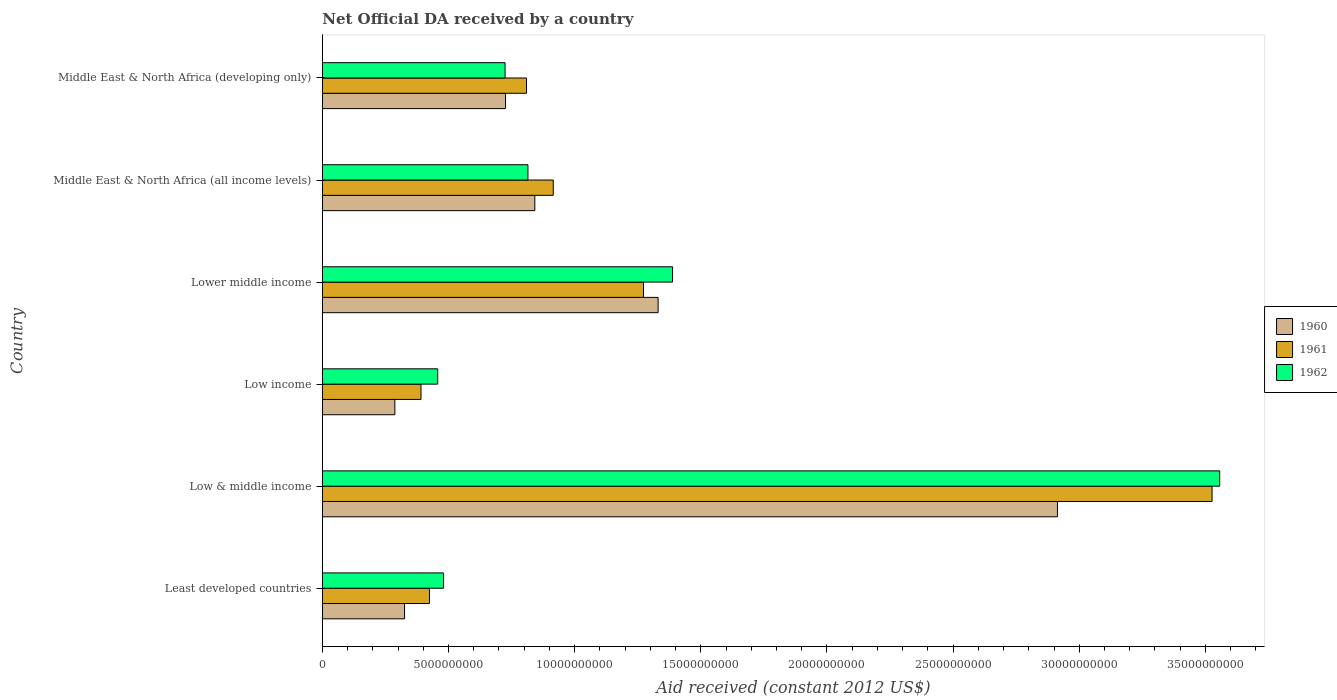 Net Official DA received by a country
Middle East & North Africa (developing only)
Middle East & North Africa (all income levels)
Lower middle income
Low income
Low & middle income
Least developed countries
Country
0
5000000000
10000000000
15000000000
20000000000
25000000000
30000000000
35000000000
Aid received (constant 2012 US$)
1960
1961
1962